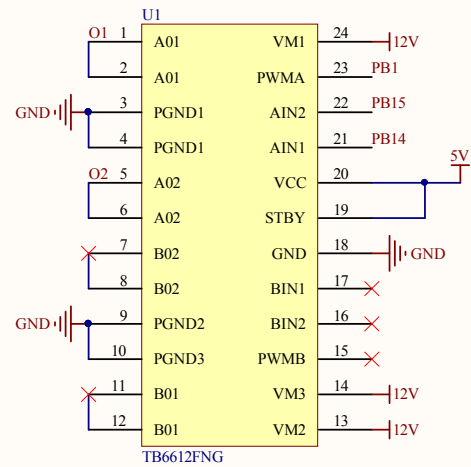 U1
O1 1 A01 VM1 24 12V
2 A01 PWMA 23 PB1
GND 3 PGND1 AIN2 22 PB15
4 PGND1 AIN1 21 PB14
O2 5 A02 VCC 20 5V
6 A02 STBY 19
7 B02 GND 18 GND
8 B02 BIN1 17
GND 9 PGND2 BIN2 16
10 PGND3 PWMB 15
11 B01 VM3 14 12V
12 B01 VM2 13 12V
TB6612FNG